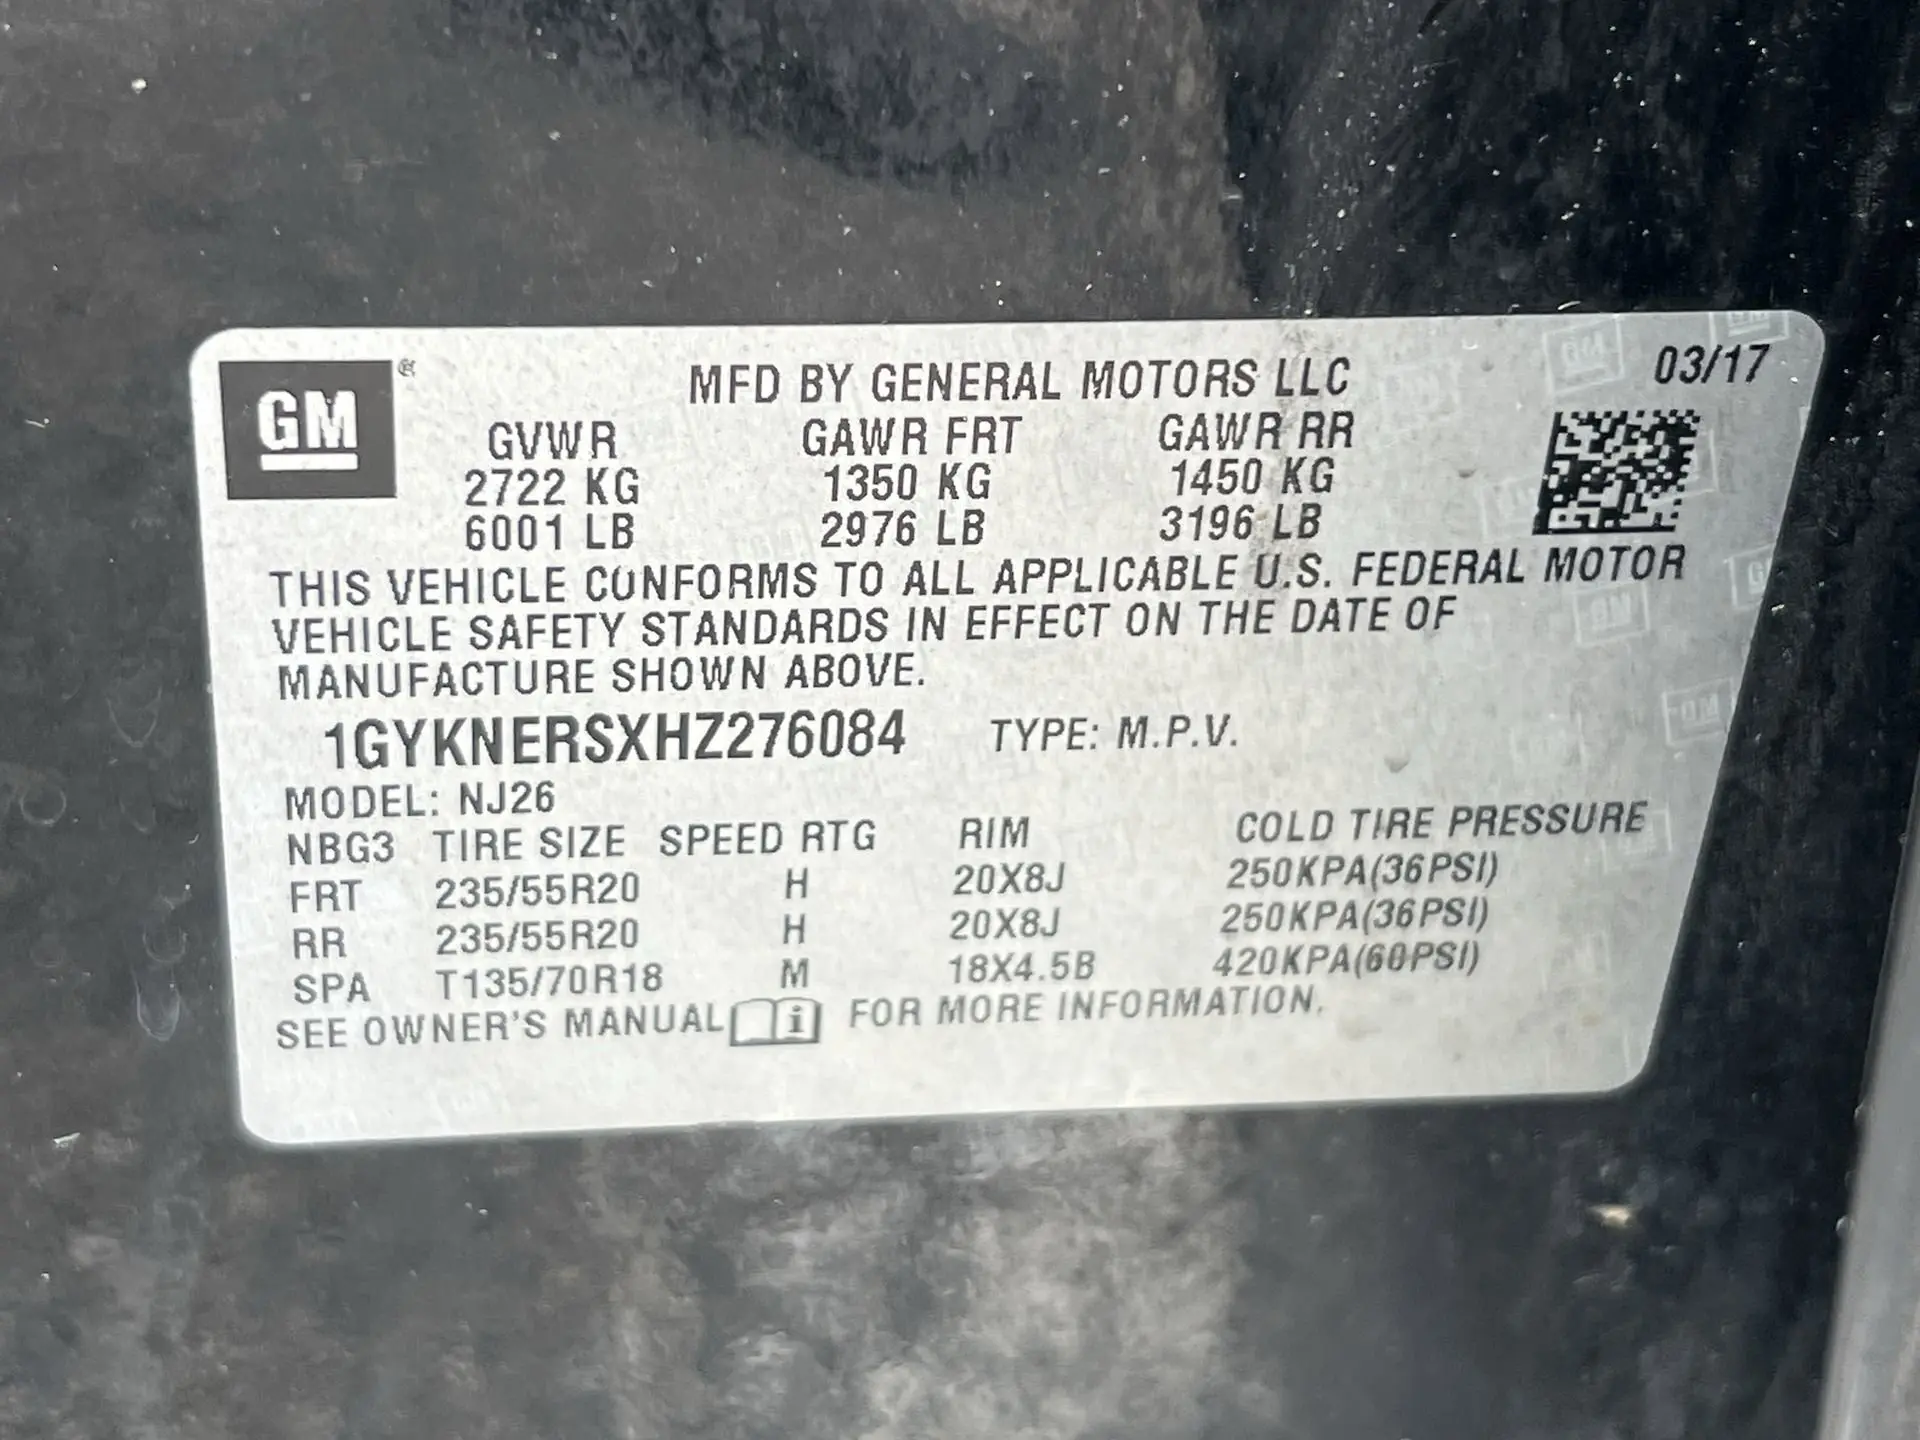 GM ®
MFD BY GENERAL MOTORS LLC 03/17
GVWR GAWR FRT GAWR RR
2722 KG 1350 KG 1450 KG
6001 LB 2976 LB 3196 LB
THIS VEHICLE CONFORMS TO ALL APPLICABLE U.S. FEDERAL MOTOR
VEHICLE SAFETY STANDARDS IN EFFECT ON THE DATE OF
MANUFACTURE SHOWN ABOVE.
1GYKNERSXHZ276084 TYPE: M.P.V.
MODEL: NJ26
NBG3 TIRE SIZE SPEED RTG RIM COLD TIRE PRESSURE
FRT 235/55R20 H 20X8J 250KPA(36PSI)
RR 235/55R20 H 20X8J 250KPA(36PSI)
SPA T135/70R18 M 18X4.5B 420KPA(60PSI)
SEE OWNER'S MANUAL i FOR MORE INFORMATION.